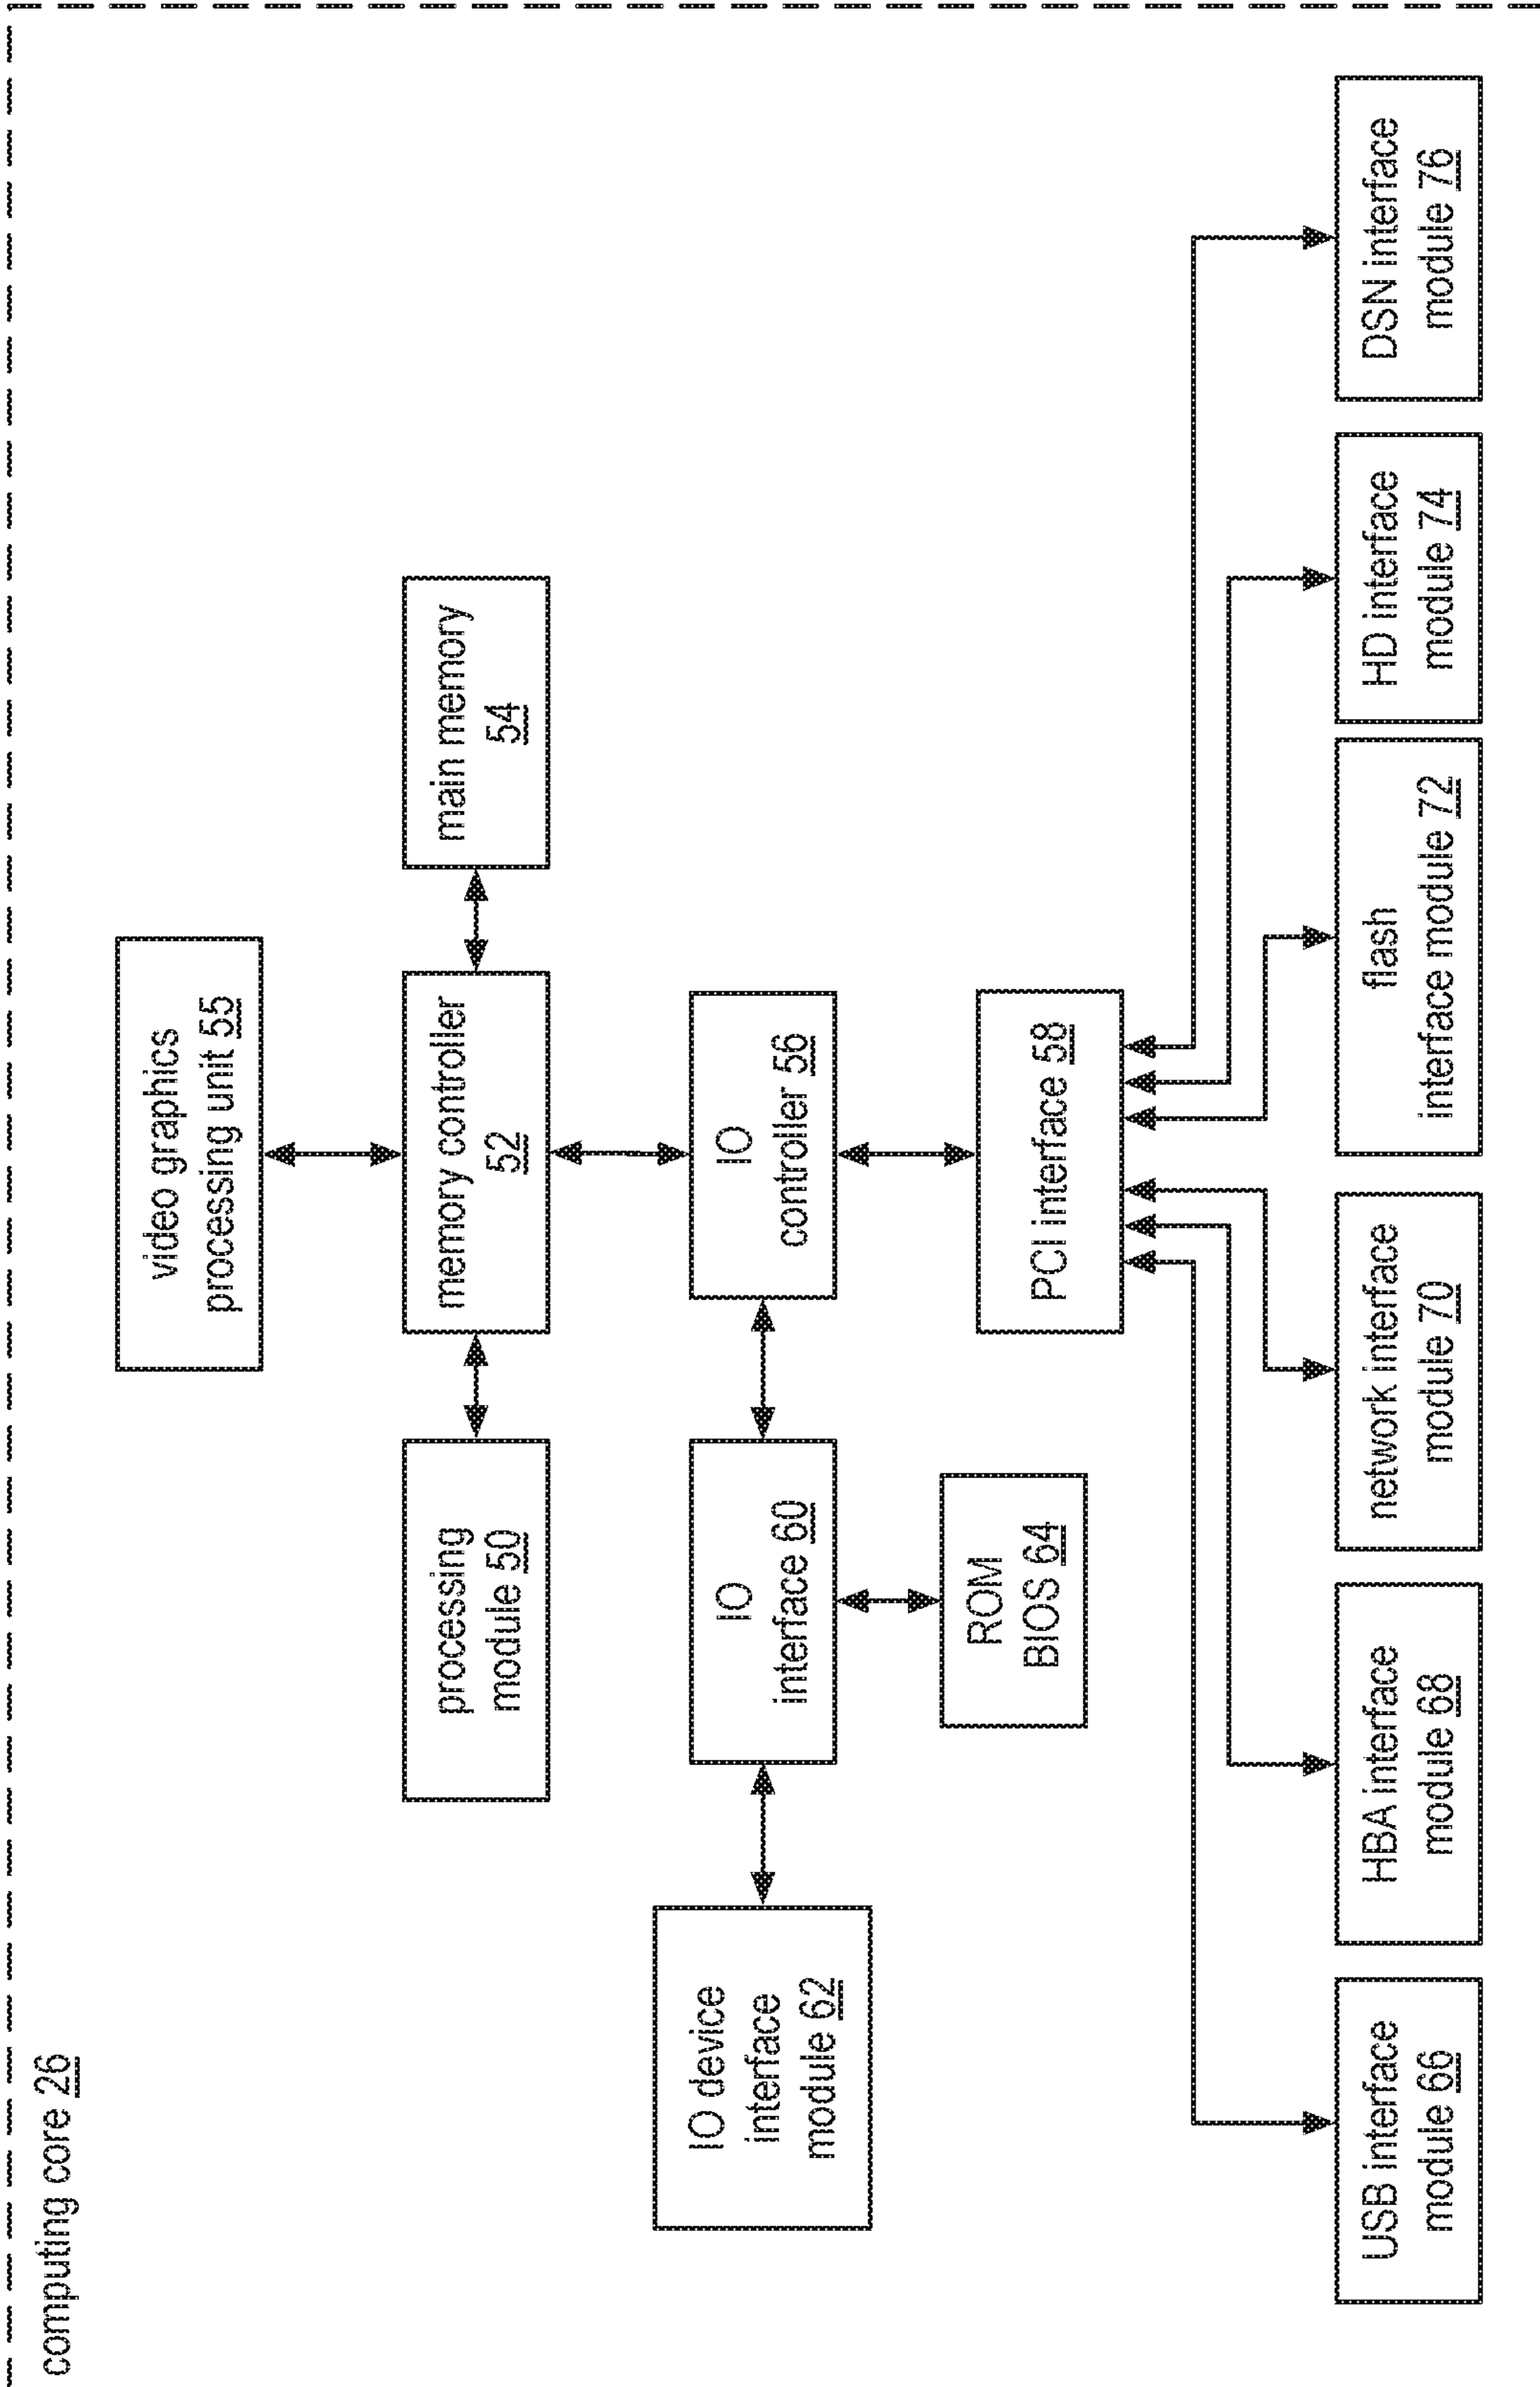 computing core 26
video graphics
processing unit 55
processing
module 50
memory controller
52
main memory
54
IO device
interface
module 62
IO
interface 60
IO
controller 56
ROM
BIOS 64
PCI interface 58
USB interface
module 66
HBA interface
module 68
network interface
module 70
flash
interface module 72
HD interface
module 74
DSN interface
module 76